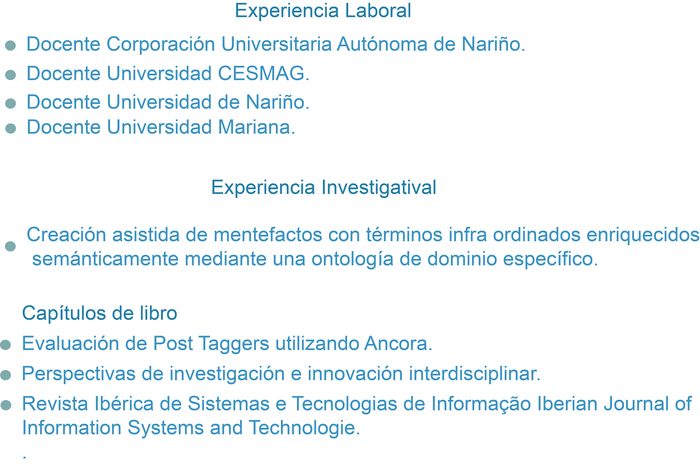 Experiencia Laboral
Docente Corporación Universitaria Autónoma de Nariño.
Docente Universidad CESMAG.
Docente Universidad de Nariño.
Docente Universidad Mariana.
Experiencia Investigatival
Creación asistida de mentefactos con términos infra ordinados enriquecidos
semánticamente mediante una ontología de dominio específico.
Capítulos de libro
Evaluación de Post Taggers utilizando Ancora.
Perspectivas de investigación e innovación interdisciplinar.
Revista Ibérica de Sistemas e Tecnologias de Informação Iberian Journal of
Information Systems and Technologie.
.